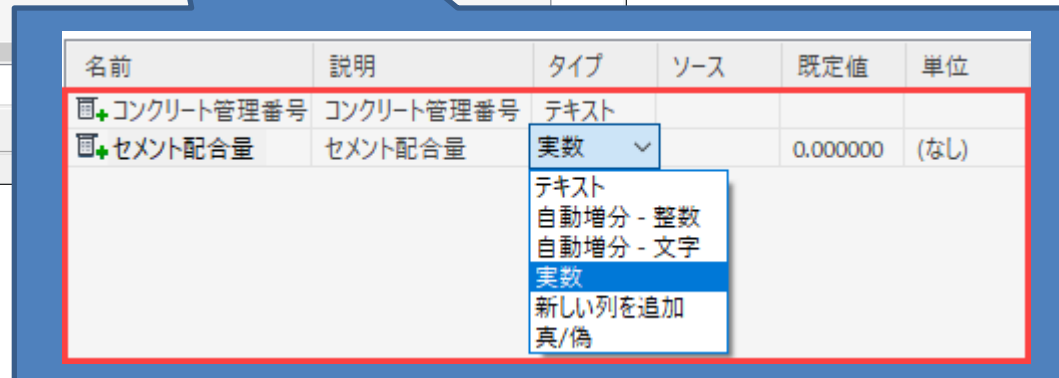 名前 説明 タイプ ソース 既定値 単位
コンクリート管理番号 コンクリート管理番号 テキスト
セメント配合量 セメント配合量 実数 0.000000 (なし)
テキスト
自動増分 - 整数
自動増分 - 文字
実数
新しい列を追加
真/偽